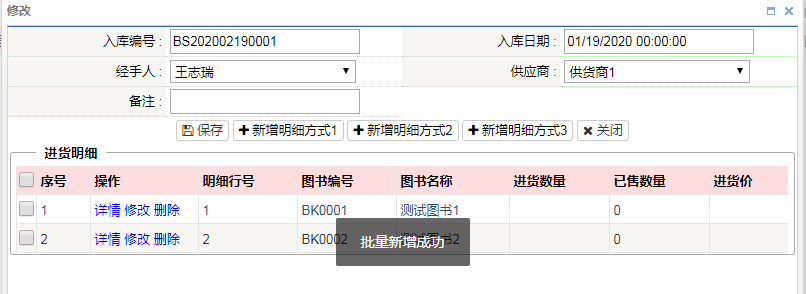 修改
入库编号： BS202002190001 入库日期： 01/19/2020 00:00:00
经手人： 王志瑞 供应商： 供货商1
备注：
保存 新增明细方式1 新增明细方式2 新增明细方式3 关闭
进货明细
序号 操作 明细行号 图书编号 图书名称 进货数量 已售数量 进货价
1 详情 修改 删除 1 BK0001 测试图书1 0
2 详情 修改 删除 2 BK0002 测试图书2 0
批量新增成功